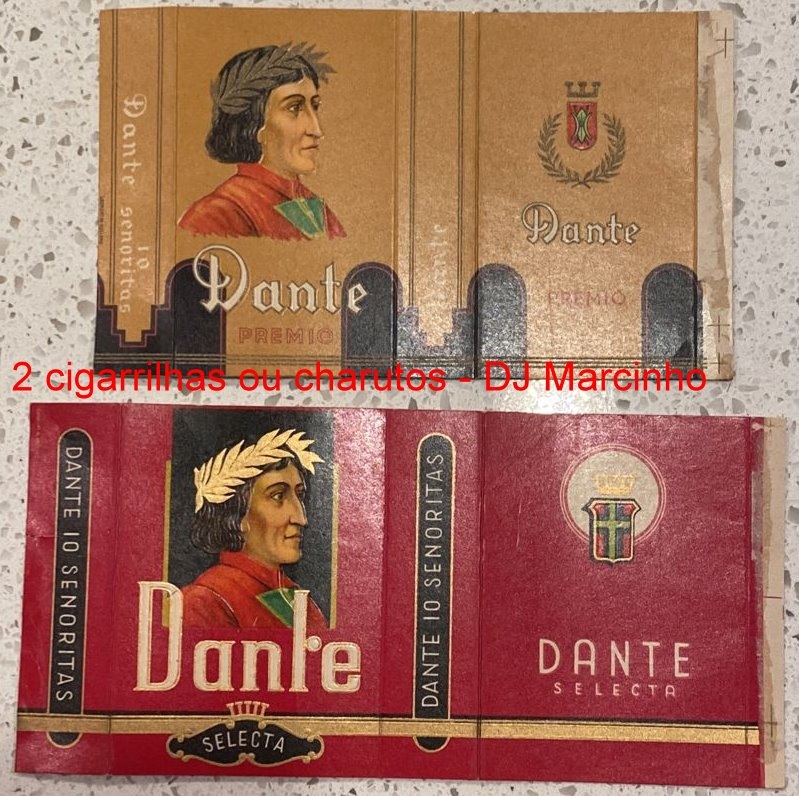 Dante 10 senoritas
Dante
PREMIO
Dante
Dante
PREMIO
2 cigarrilhas ou charutos - DJ Marcinho
DANTE 10 SENORITAS
Dante
SELECTA
DANTE 10 SENORITAS
DANTE
SELECTA